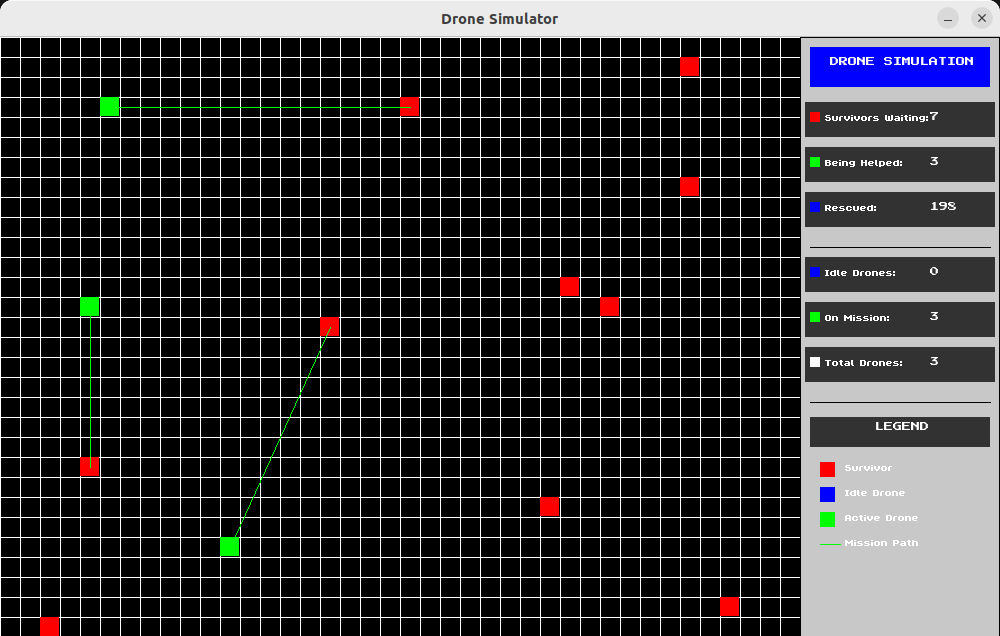 Drone Simulator
DRONE SIMULATION
Survivors Waiting:7
Being Helped: 3
Rescued: 198
Idle Drones: 0
On Mission: 3
Total Drones: 3
LEGEND
Survivor
Idle Drone
Active Drone
Mission Path